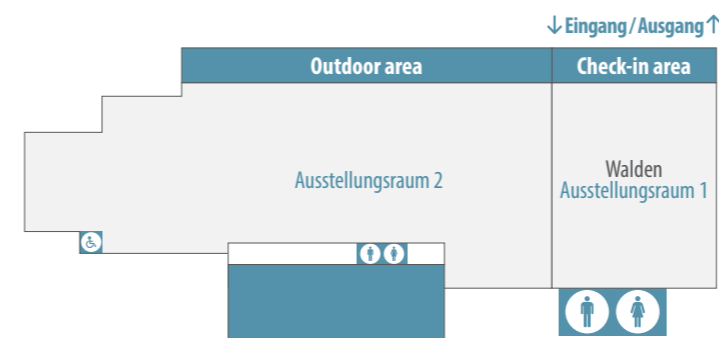 ↓ Eingang / Ausgang ↑
Outdoor area
Check-in area
Ausstellungsraum 2
Walden
Ausstellungsraum 1